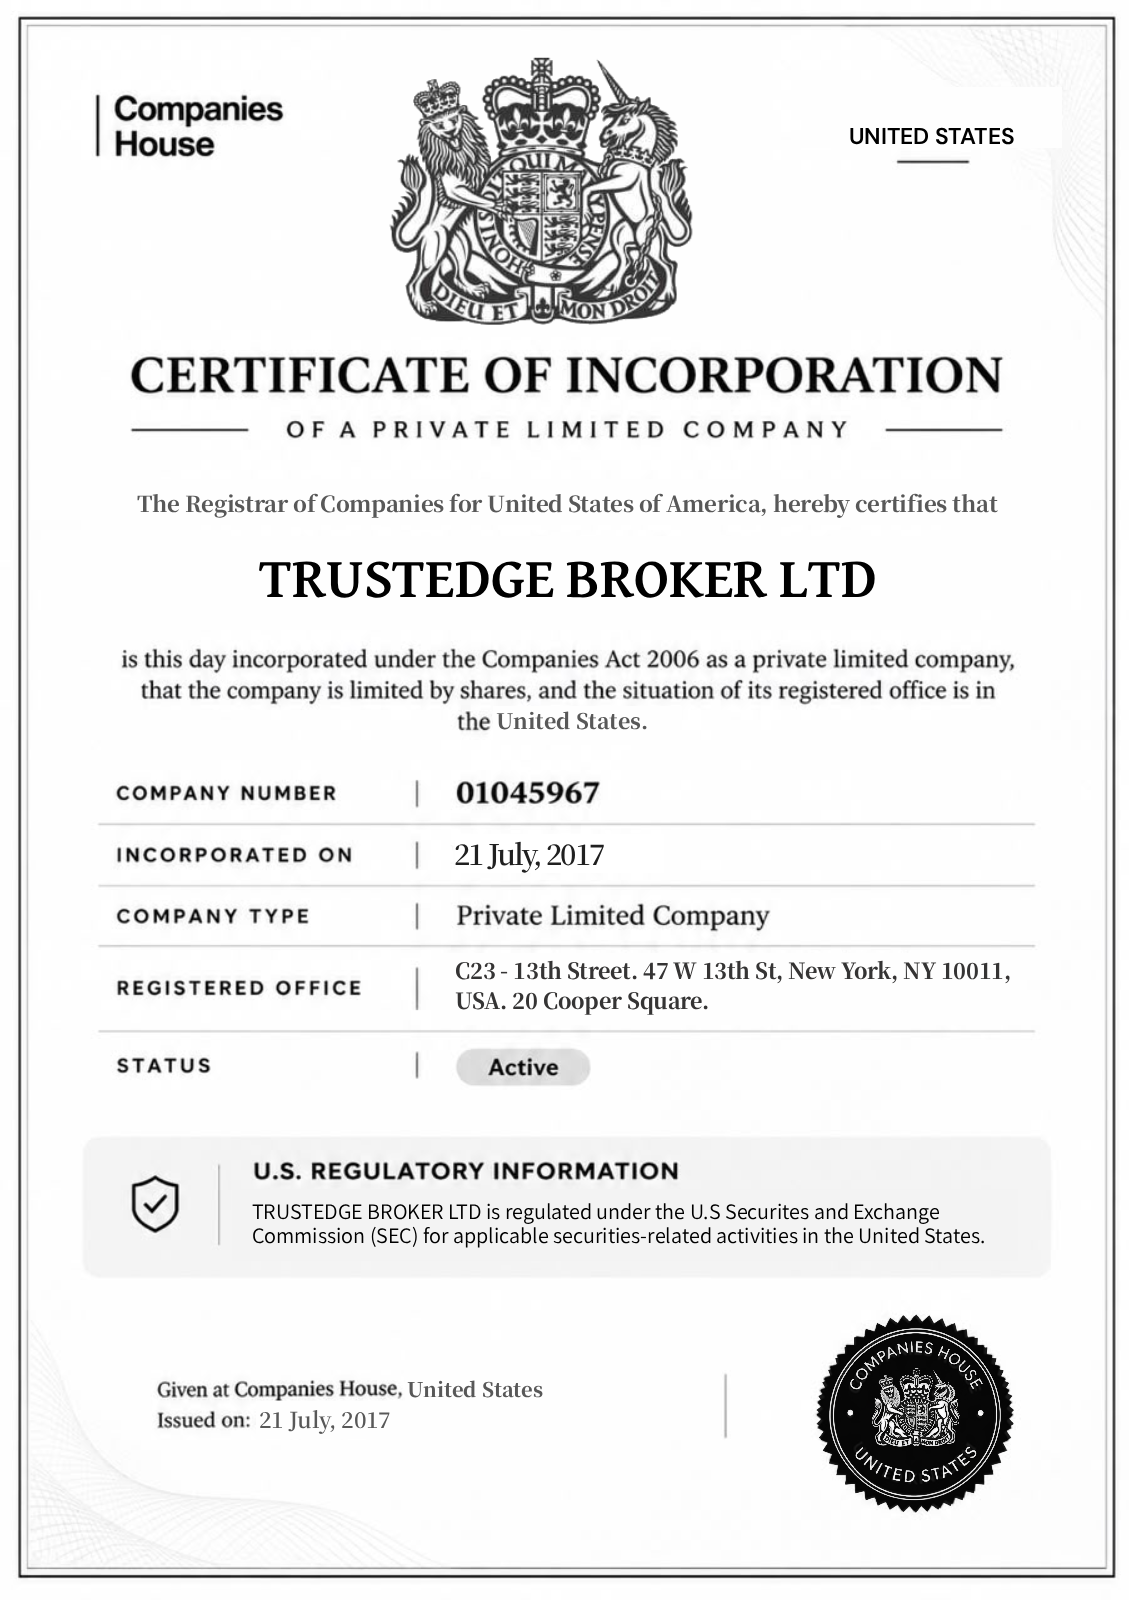 Companies
House
UNITED STATES
QUI M
HONI
SOIT
Y PENSE
DIEU ET MON DROIT
CERTIFICATE OF INCORPORATION
OF A PRIVATE LIMITED COMPANY
The Registrar of Companies for United States of America, hereby certifies that
TRUSTEDGE BROKER LTD
is this day incorporated under the Companies Act 2006 as a private limited company,
that the company is limited by shares, and the situation of its registered office is in
the United States.
COMPANY NUMBER 01045967
INCORPORATED ON 21 July, 2017
COMPANY TYPE Private Limited Company
REGISTERED OFFICE C23 - 13th Street. 47 W 13th St, New York, NY 10011,
USA. 20 Cooper Square.
STATUS Active
U.S. REGULATORY INFORMATION
TRUSTEDGE BROKER LTD is regulated under the U.S Securites and Exchange
Commission (SEC) for applicable securities-related activities in the United States.
Given at Companies House, United States
Issued on: 21 July, 2017
COMPANIES HOUSE
DIEU ET MON DROIT
UNITED STATES